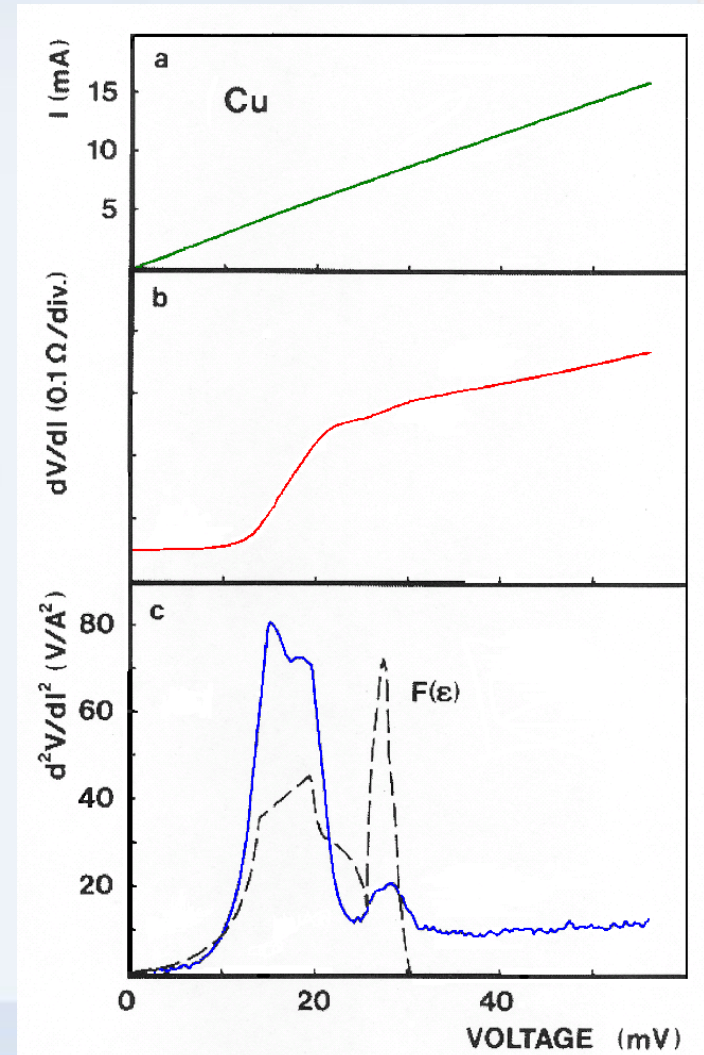 a
Cu
I (mA)
15
10
5
b
dV/dI (0.1 Ω/div.)
c
F(ε)
d²V/dI² (V/A²)
80
60
40
20
0
20
40
VOLTAGE (mV)